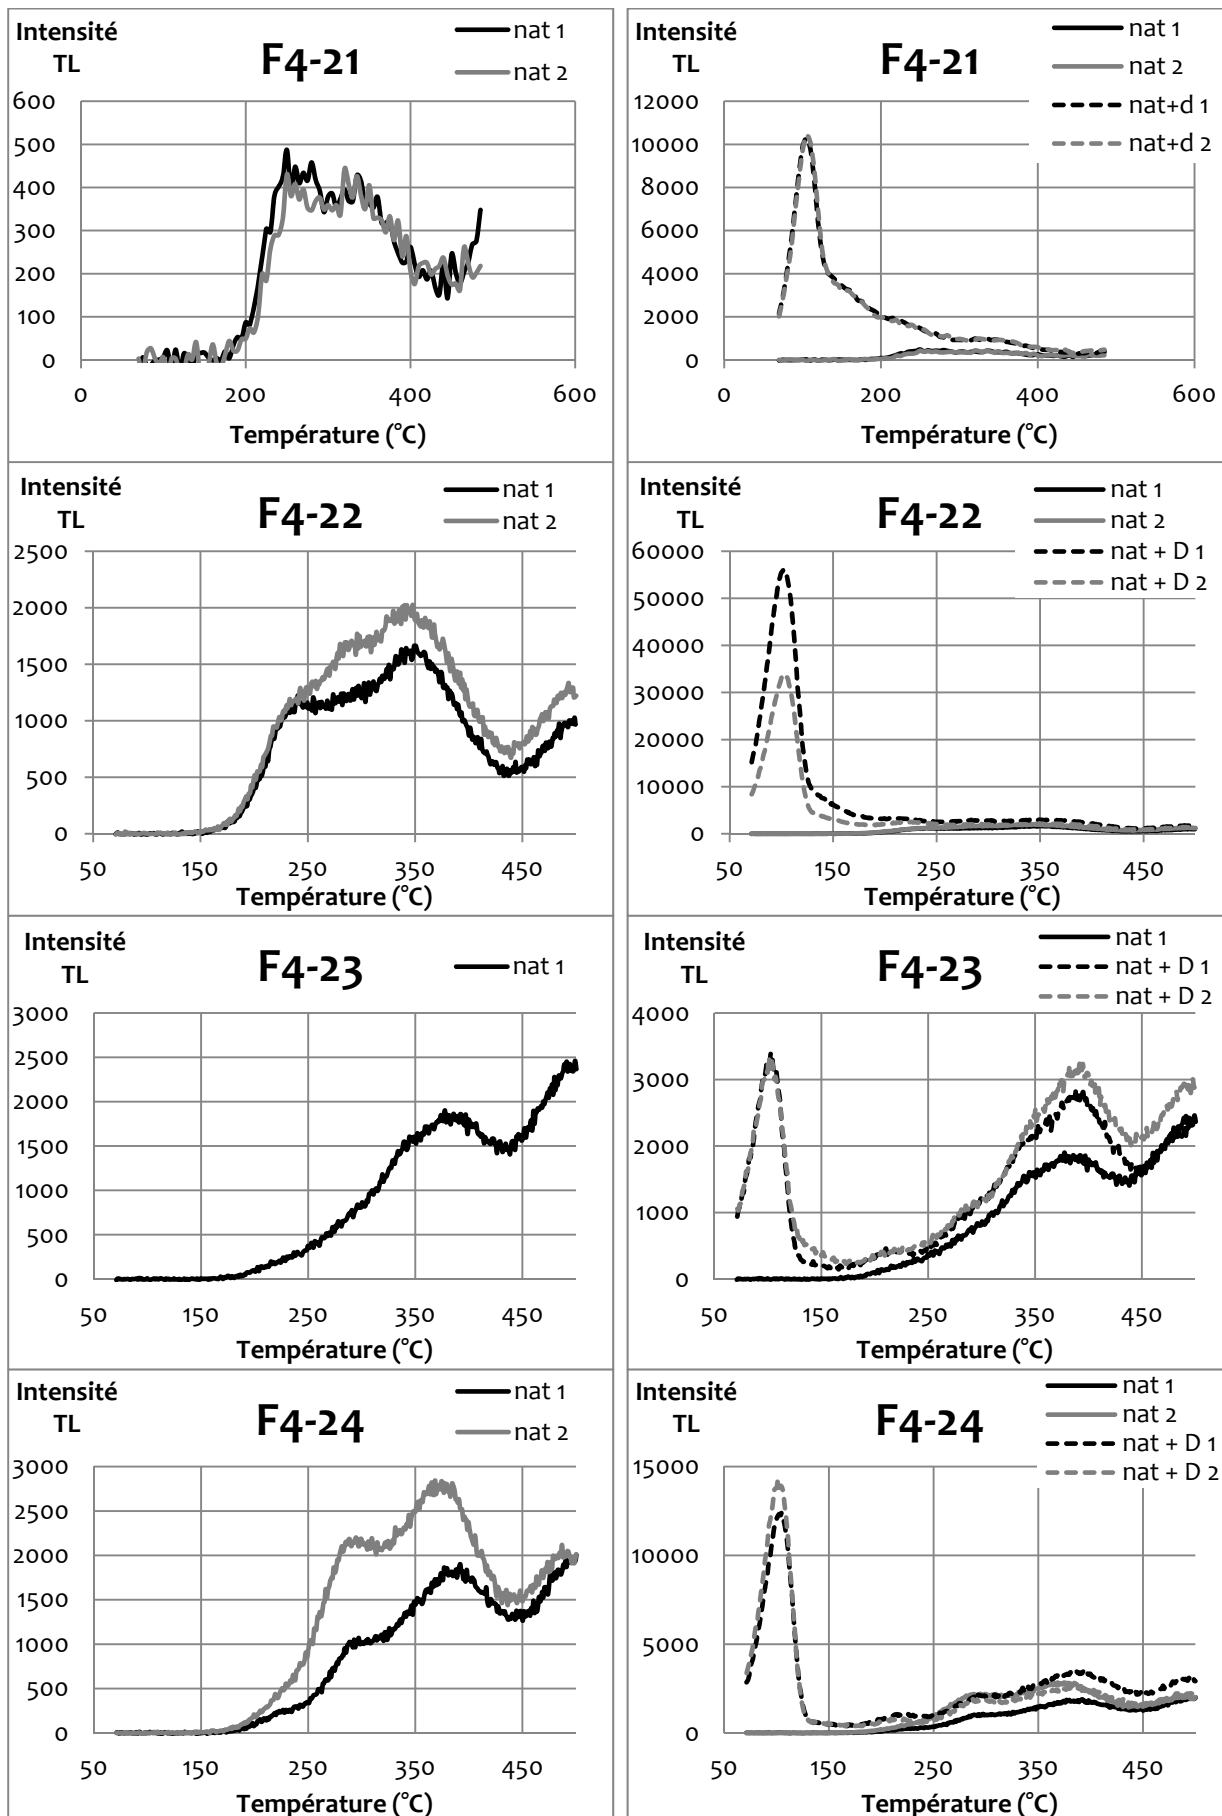 Intensité
TL
F4-21
nat 1
nat 2
600
500
400
300
200
100
0
0 200 400 600
Température (°C)
Intensité
TL
F4-21
nat 1
nat 2
nat+d 1
nat+d 2
12000
10000
8000
6000
4000
2000
0
0 200 400 600
Température (°C)
Intensité
TL
F4-22
nat 1
nat 2
2500
2000
1500
1000
500
0
50 150 250 350 450
Température (°C)
Intensité
TL
F4-22
nat 1
nat 2
nat + D 1
nat + D 2
60000
50000
40000
30000
20000
10000
0
50 150 250 350 450
Température (°C)
Intensité
TL
F4-23
nat 1
3000
2500
2000
1500
1000
500
0
50 150 250 350 450
Température (°C)
Intensité
TL
F4-23
nat 1
nat + D 1
nat + D 2
4000
3000
2000
1000
0
50 150 250 350 450
Température (°C)
Intensité
TL
F4-24
nat 1
nat 2
3000
2500
2000
1500
1000
500
0
50 150 250 350 450
Température (°C)
Intensité
TL
F4-24
nat 1
nat 2
nat + D 1
nat + D 2
15000
10000
5000
0
50 150 250 350 450
Température (°C)